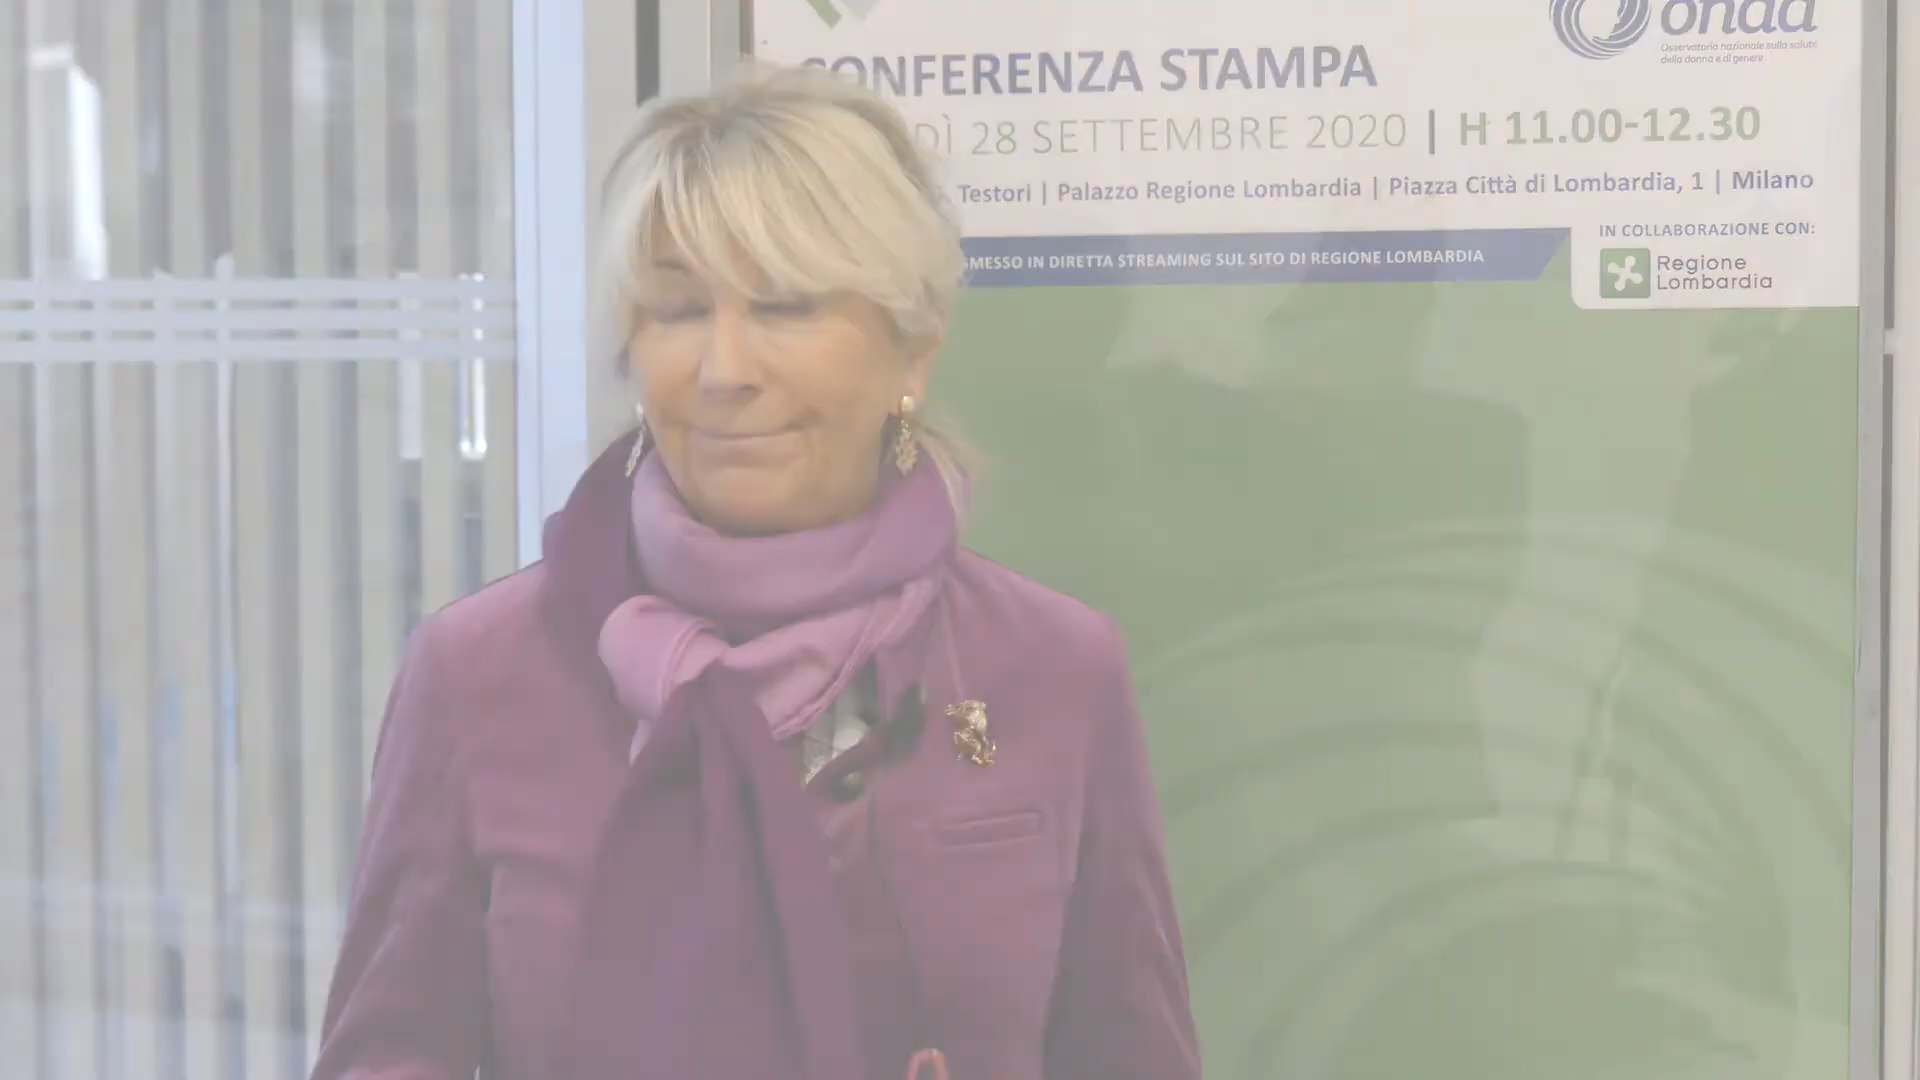 onda
Osservatorio nazionale sulla salute
della donna e di genere
CONFERENZA STAMPA
DÌ 28 SETTEMBRE 2020 | H 11.00-12.30
Testori | Palazzo Regione Lombardia | Piazza Città di Lombardia, 1 | Milano
SMESSO IN DIRETTA STREAMING SUL SITO DI REGIONE LOMBARDIA
IN COLLABORAZIONE CON:
Regione
Lombardia